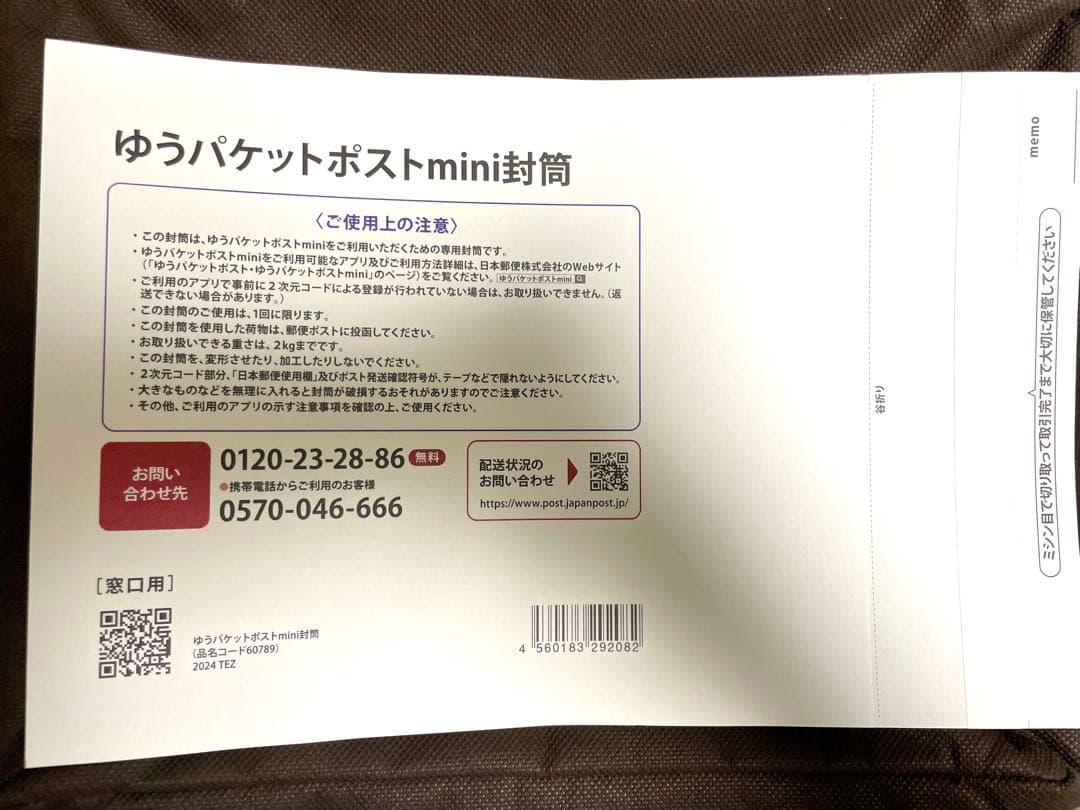 ゆうパケットポストmini封筒
〈ご使用上の注意〉
・この封筒は、ゆうパケットポストminiをご利用いただくための専用封筒です。
・ゆうパケットポストminiをご利用可能なアプリ及びご利用方法詳細は、日本郵便株式会社のWebサイト
(「ゆうパケットポスト・ゆうパケットポストmini」のページ)をご覧ください。 ゆうパケットポストmini
・ご利用のアプリで事前に2次元コードによる登録が行われていない場合は、お取り扱いできません。(返
送できない場合があります。)
・この封筒のご使用は、1回に限ります。
・この封筒を使用した荷物は、郵便ポストに投函してください。
・お取り扱いできる重さは、2kgまでです。
・この封筒を、変形させたり、加工したりしないでください。
・2次元コード部分、「日本郵便使用欄」及びポスト発送確認符号が、テープなどで隠れないようにしてください。
・大きなものなどを無理に入れると封筒が破損するおそれがありますのでご注意ください。
・その他、ご利用のアプリの示す注意事項を確認の上、ご使用ください。
お問い
合わせ先
0120-23-28-86 無料
●携帯電話からご利用のお客様
0570-046-666
配送状況の
お問い合わせ
https://www.post.japanpost.jp/
[窓口用]
ゆうパケットポストmini封筒
(品名コード60789)
2024 TEZ
4 560183 292082
谷折り
memo
ミシン目で切り取って取引完了まで大切に保管してください